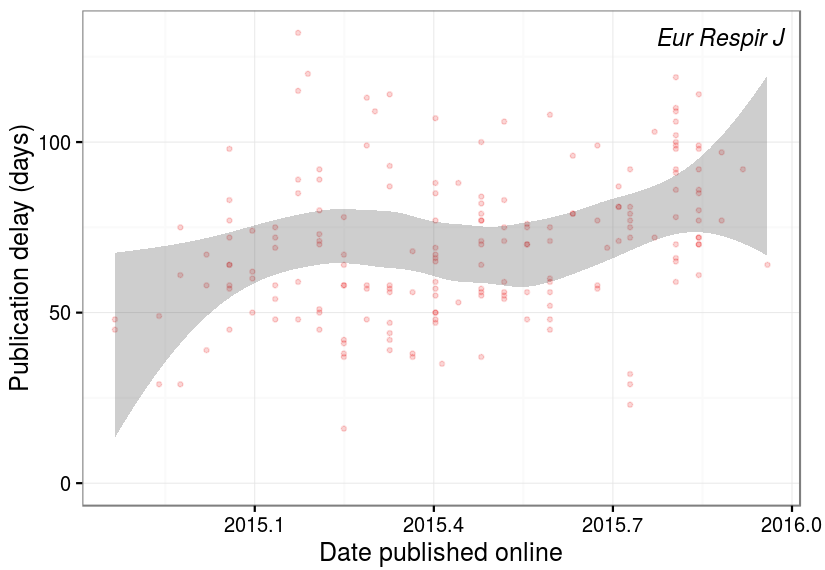 Eur Respir J
Publication delay (days)
100
50
0
2015.1 2015.4 2015.7 2016.0
Date published online